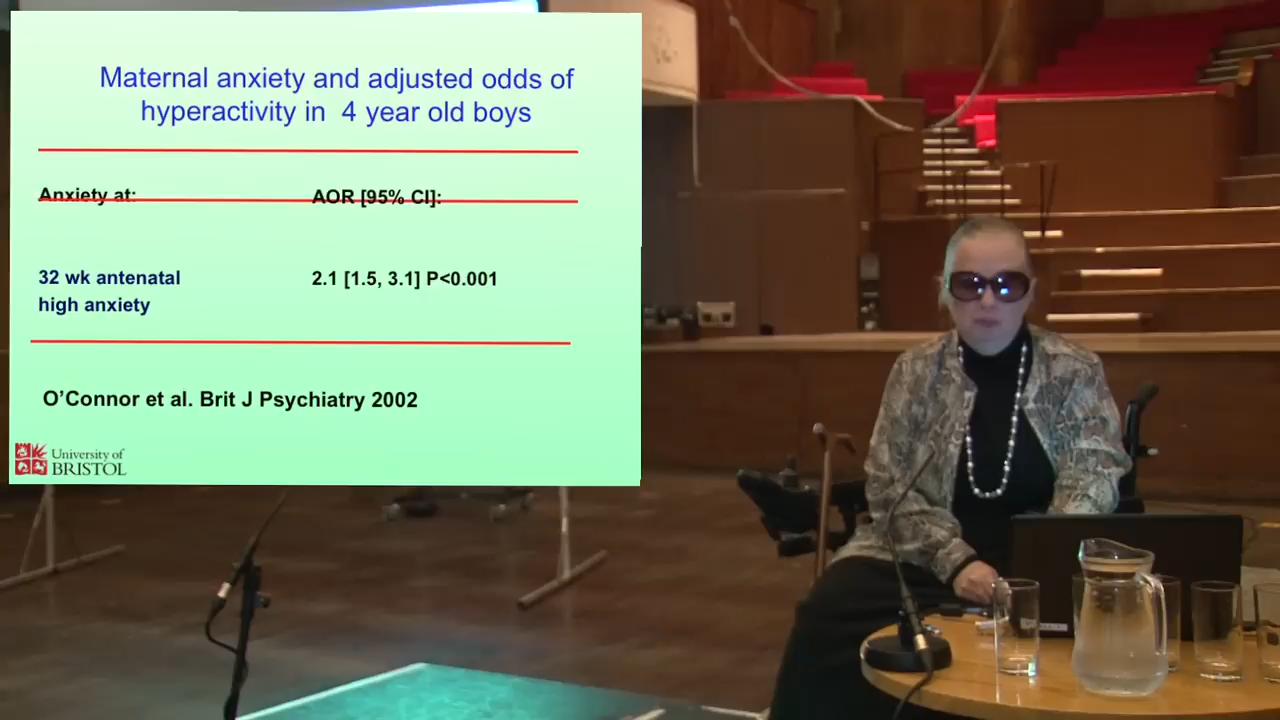 Maternal anxiety and adjusted odds of
hyperactivity in 4 year old boys
Anxiety at: AOR [95% CI]:
32 wk antenatal 2.1 [1.5, 3.1] P<0.001
high anxiety
O'Connor et al. Brit J Psychiatry 2002
University of
BRISTOL